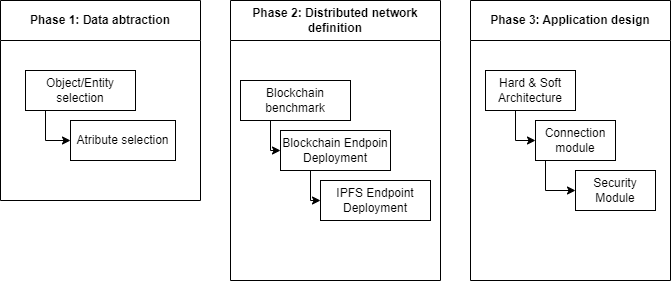 Phase 1: Data abtraction
Object/Entity
selection
Atribute selection
Phase 2: Distributed network
definition
Blockchain
benchmark
Blockchain Endpoin
Deployment
IPFS Endpoint
Deployment
Phase 3: Application design
Hard & Soft
Architecture
Connection
module
Security
Module